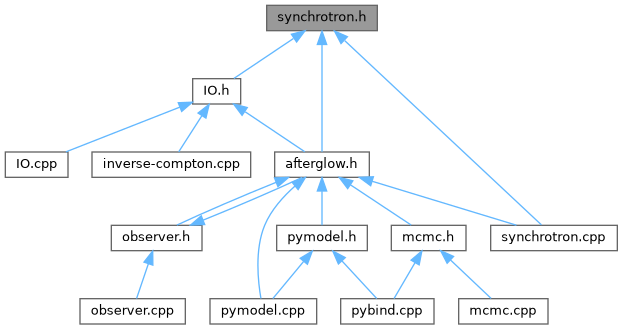 synchrotron.h
IO.h
IO.cpp
inverse-compton.cpp
afterglow.h
observer.h
pymodel.h
mcmc.h
synchrotron.cpp
observer.cpp
pymodel.cpp
pybind.cpp
mcmc.cpp